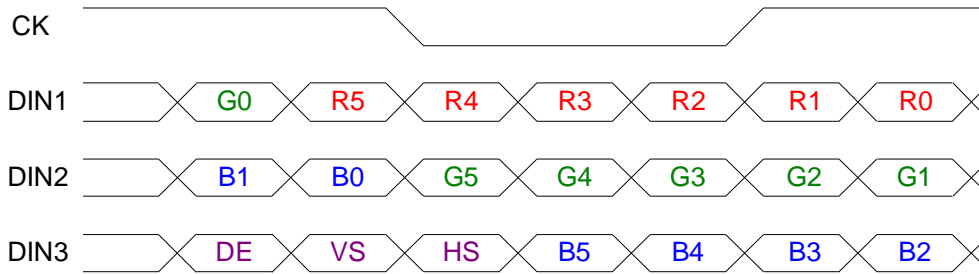 CK
DIN1 G0 R5 R4 R3 R2 R1 R0
DIN2 B1 B0 G5 G4 G3 G2 G1
DIN3 DE VS HS B5 B4 B3 B2